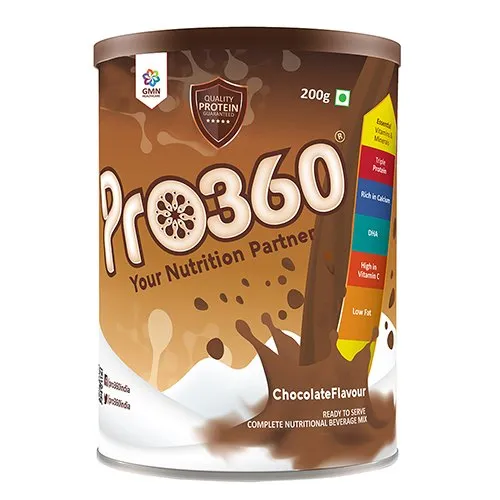 GMN
HEALTHCARE
QUALITY
PROTEIN
GUARANTEED
200g
Essential
Vitamins &
Minerals
Triple
Protein
Rich in Calcium
DHA
High in
Vitamin C
Low Fat
Pro360®
Your Nutrition Partner
/pro360india
/pro360india
ChocolateFlavour
READY TO SERVE
COMPLETE NUTRITIONAL BEVERAGE MIX